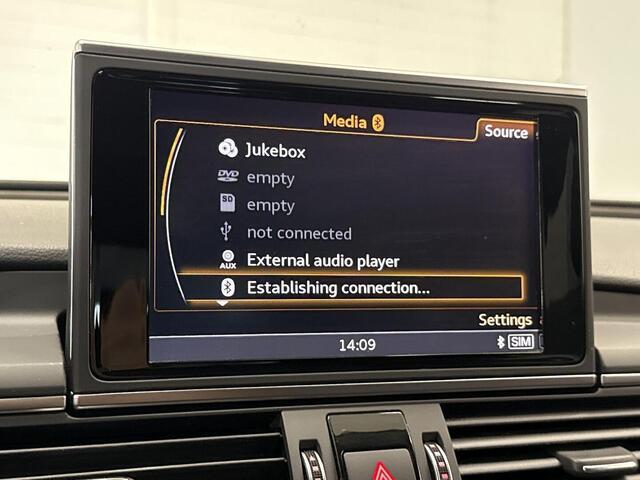 Media
Source
Jukebox
DVD empty
SD empty
not connected
AUX External audio player
Establishing connection...
Settings
14:09 SIM